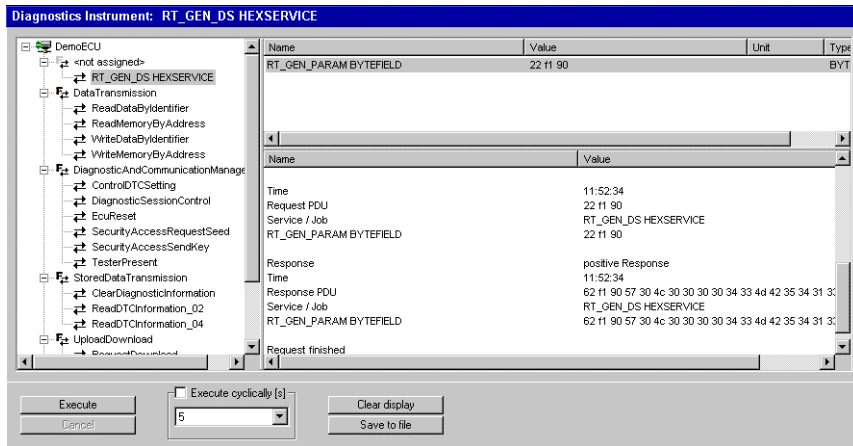 Diagnostics Instrument: RT_GEN_DS HEXSERVICE
DemoECU
<not assigned>
RT_GEN_DS HEXSERVICE
DataTransmission
ReadDataByIdentifier
ReadMemoryByAddress
WriteDataByIdentifier
WriteMemoryByAddress
DiagnosticAndCommunicationManage
ControlDTCSetting
DiagnosticSessionControl
EcuReset
SecurityAccessRequestSeed
SecurityAccessSendKey
TesterPresent
StoredDataTransmission
ClearDiagnosticInformation
ReadDTCInformation_02
ReadDTCInformation_04
UploadDownload
RequestDownload
Name Value Unit Type
RT_GEN_PARAM BYTEFIELD 22 f1 90 BYT
Name Value
Time 11:52:34
Request PDU 22 f1 90
Service / Job RT_GEN_DS HEXSERVICE
RT_GEN_PARAM BYTEFIELD 22 f1 90
Response positive Response
Time 11:52:34
Response PDU 62 f1 90 57 30 4c 30 30 30 30 34 33 4d 42 35 34 31 33
Service / Job RT_GEN_DS HEXSERVICE
RT_GEN_PARAM BYTEFIELD 62 f1 90 57 30 4c 30 30 30 30 34 33 4d 42 35 34 31 33
Request finished
Execute
Cancel
Execute cyclically [s]
5
Clear display
Save to file